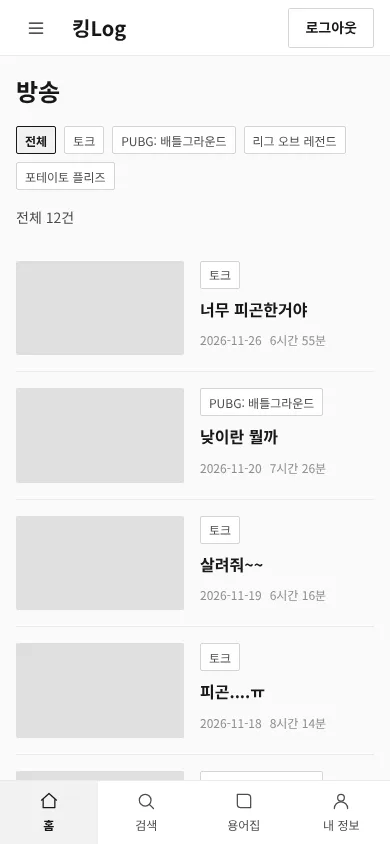 킹Log
로그아웃
방송
전체 토크 PUBG: 배틀그라운드 리그 오브 레전드
포테이토 플리즈
전체 12건
토크
너무 피곤한거야
2026-11-26 6시간 55분
PUBG: 배틀그라운드
낮이란 뭘까
2026-11-20 7시간 26분
토크
살려줘~~
2026-11-19 6시간 16분
토크
피곤....ㅠ
2026-11-18 8시간 14분
홈 검색 용어집 내 정보